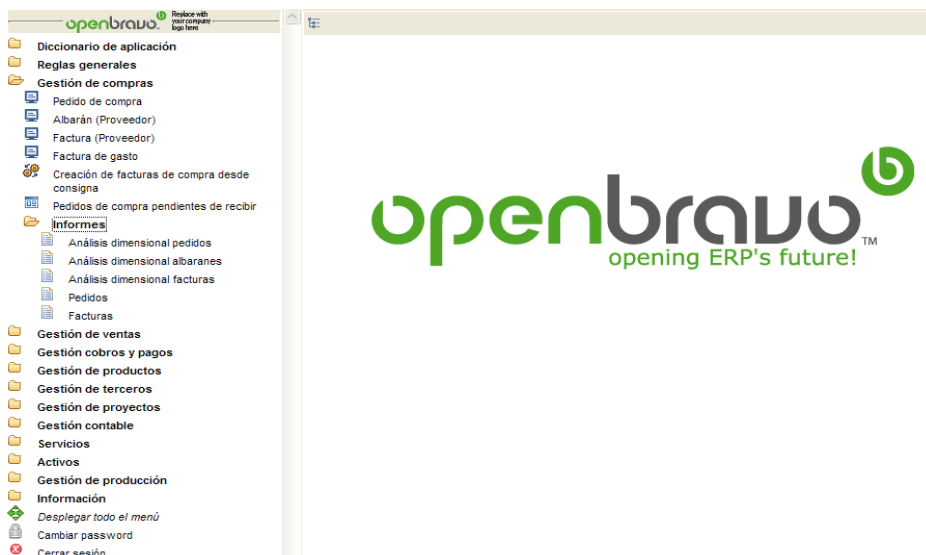 openbravo
Replace with
your company
logo here
Diccionario de aplicación
Reglas generales
Gestión de compras
Pedido de compra
Albarán (Proveedor)
Factura (Proveedor)
Factura de gasto
Creación de facturas de compra desde
consigna
Pedidos de compra pendientes de recibir
Informes
Análisis dimensional pedidos
Análisis dimensional albaranes
Análisis dimensional facturas
Pedidos
Facturas
Gestión de ventas
Gestión cobros y pagos
Gestión de productos
Gestión de terceros
Gestión de proyectos
Gestión contable
Servicios
Activos
Gestión de producción
Información
Desplegar todo el menú
Cambiar password
Cerrar sesión
b
openbravo™
opening ERP's future!